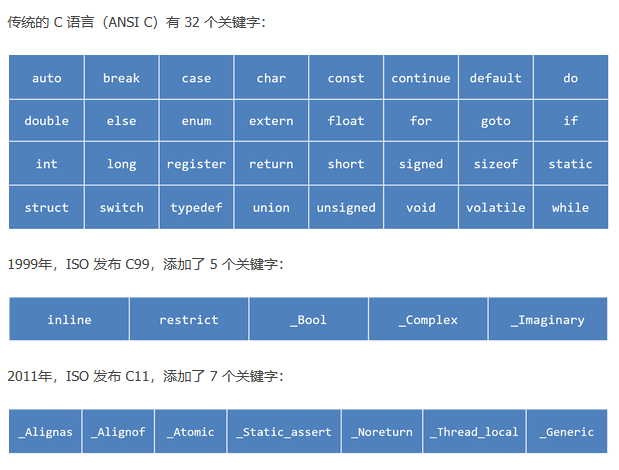 传统的 C 语言（ANSI C）有 32 个关键字：
auto break case char const continue default do
double else enum extern float for goto if
int long register return short signed sizeof static
struct switch typedef union unsigned void volatile while
1999年，ISO 发布 C99，添加了 5 个关键字：
inline restrict _Bool _Complex _Imaginary
2011年，ISO 发布 C11，添加了 7 个关键字：
_Alignas _Alignof _Atomic _Static_assert _Noreturn _Thread_local _Generic